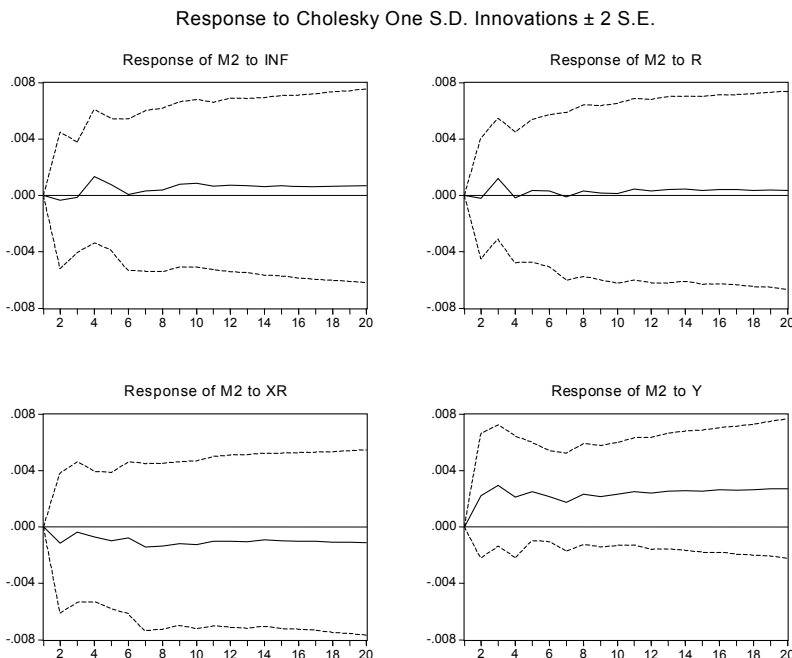 Response to Cholesky One S.D. Innovations ± 2 S.E.
Response of M2 to INF
.008
.004
.000
-.004
-.008
2 4 6 8 10 12 14 16 18 20
Response of M2 to R
.008
.004
.000
-.004
-.008
2 4 6 8 10 12 14 16 18 20
Response of M2 to XR
.008
.004
.000
-.004
-.008
2 4 6 8 10 12 14 16 18 20
Response of M2 to Y
.008
.004
.000
-.004
-.008
2 4 6 8 10 12 14 16 18 20